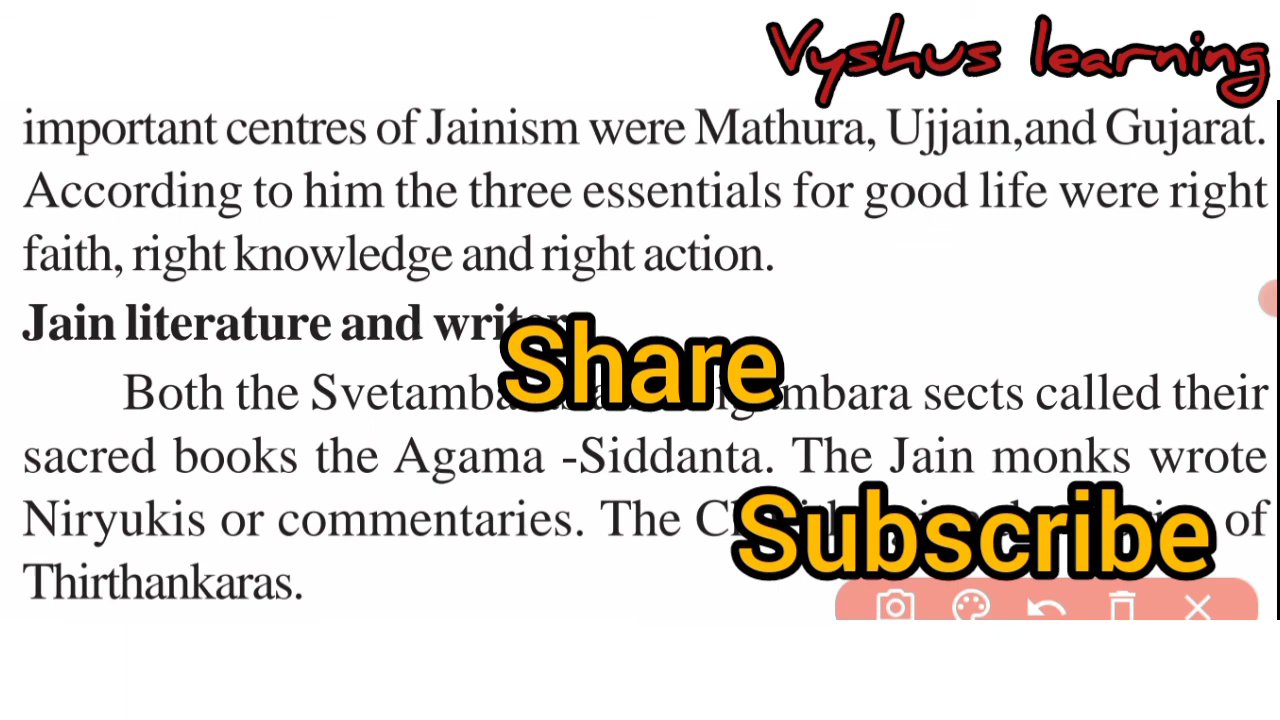 Vyshus learning
important centres of Jainism were Mathura, Ujjain,and Gujarat.
According to him the three essentials for good life were right
faith, right knowledge and right action.
Jain literature and
Share
Both the sects called their
sacred books the Agama -Siddanta. The Jain monks wrote
Niryukis or commentaries. The of
Subscribe
Thirthankaras.